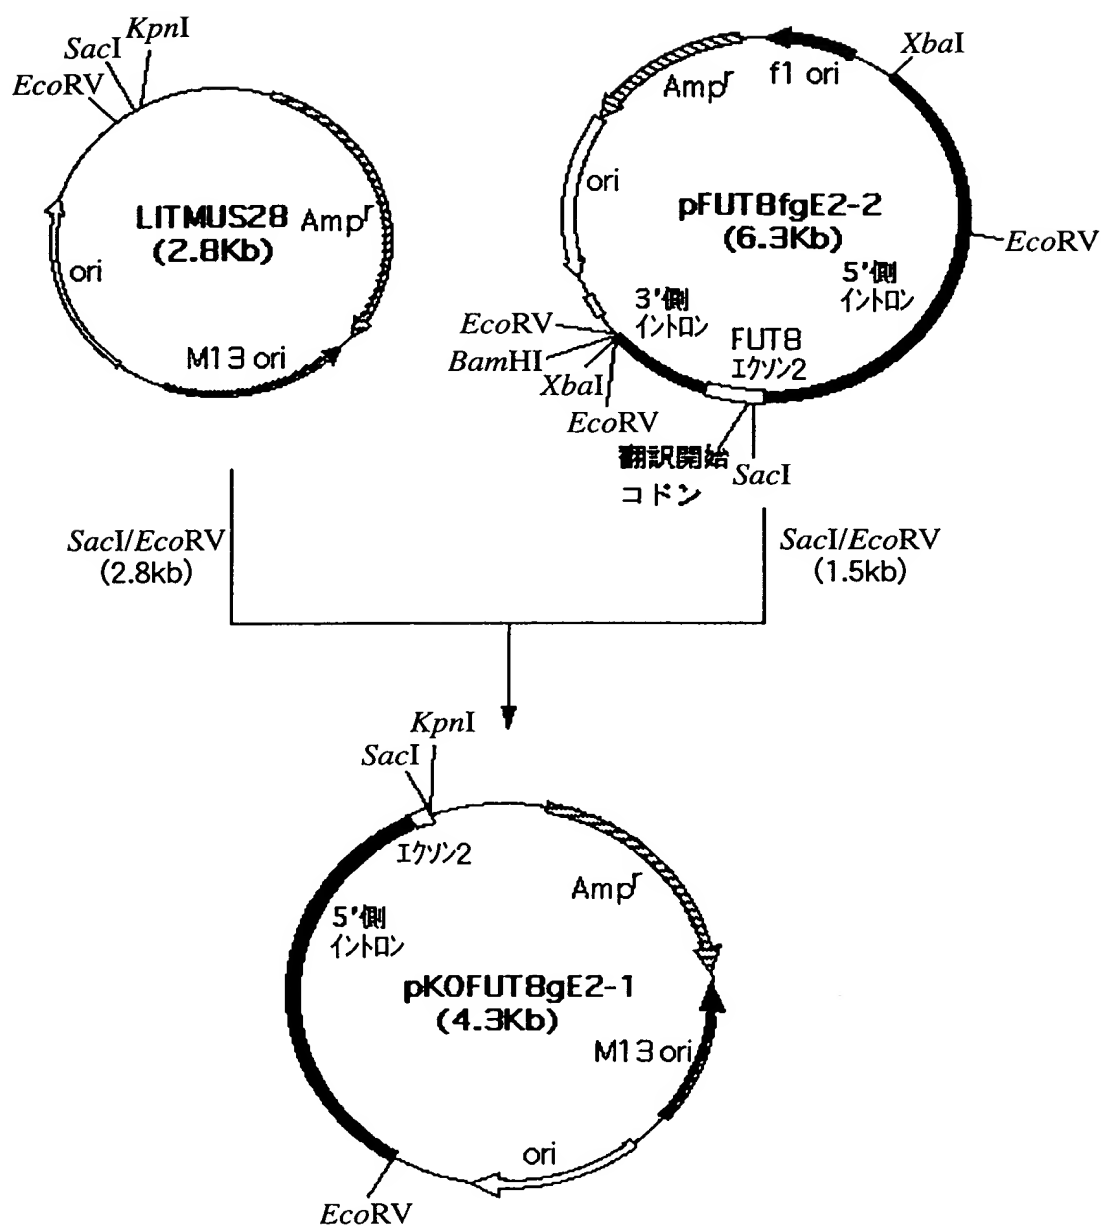 KpnI
SacI
EcoRV
LITMUS28
(2.8Kb)
Ampr
ori
M13 ori
XbaI
f1 ori
Ampr
ori
pFUT8fgE2-2
(6.3Kb)
EcoRV
5'側
イントロン
3'側
イントロン
FUT8
エクソン2
EcoRV
BamHI
XbaI
EcoRV
翻訳開始
コドン
SacI
SacI/EcoRV
(2.8kb)
SacI/EcoRV
(1.5kb)
KpnI
SacI
エクソン2
Ampr
5'側
イントロン
pKOFUT8gE2-1
(4.3Kb)
M13 ori
ori
EcoRV